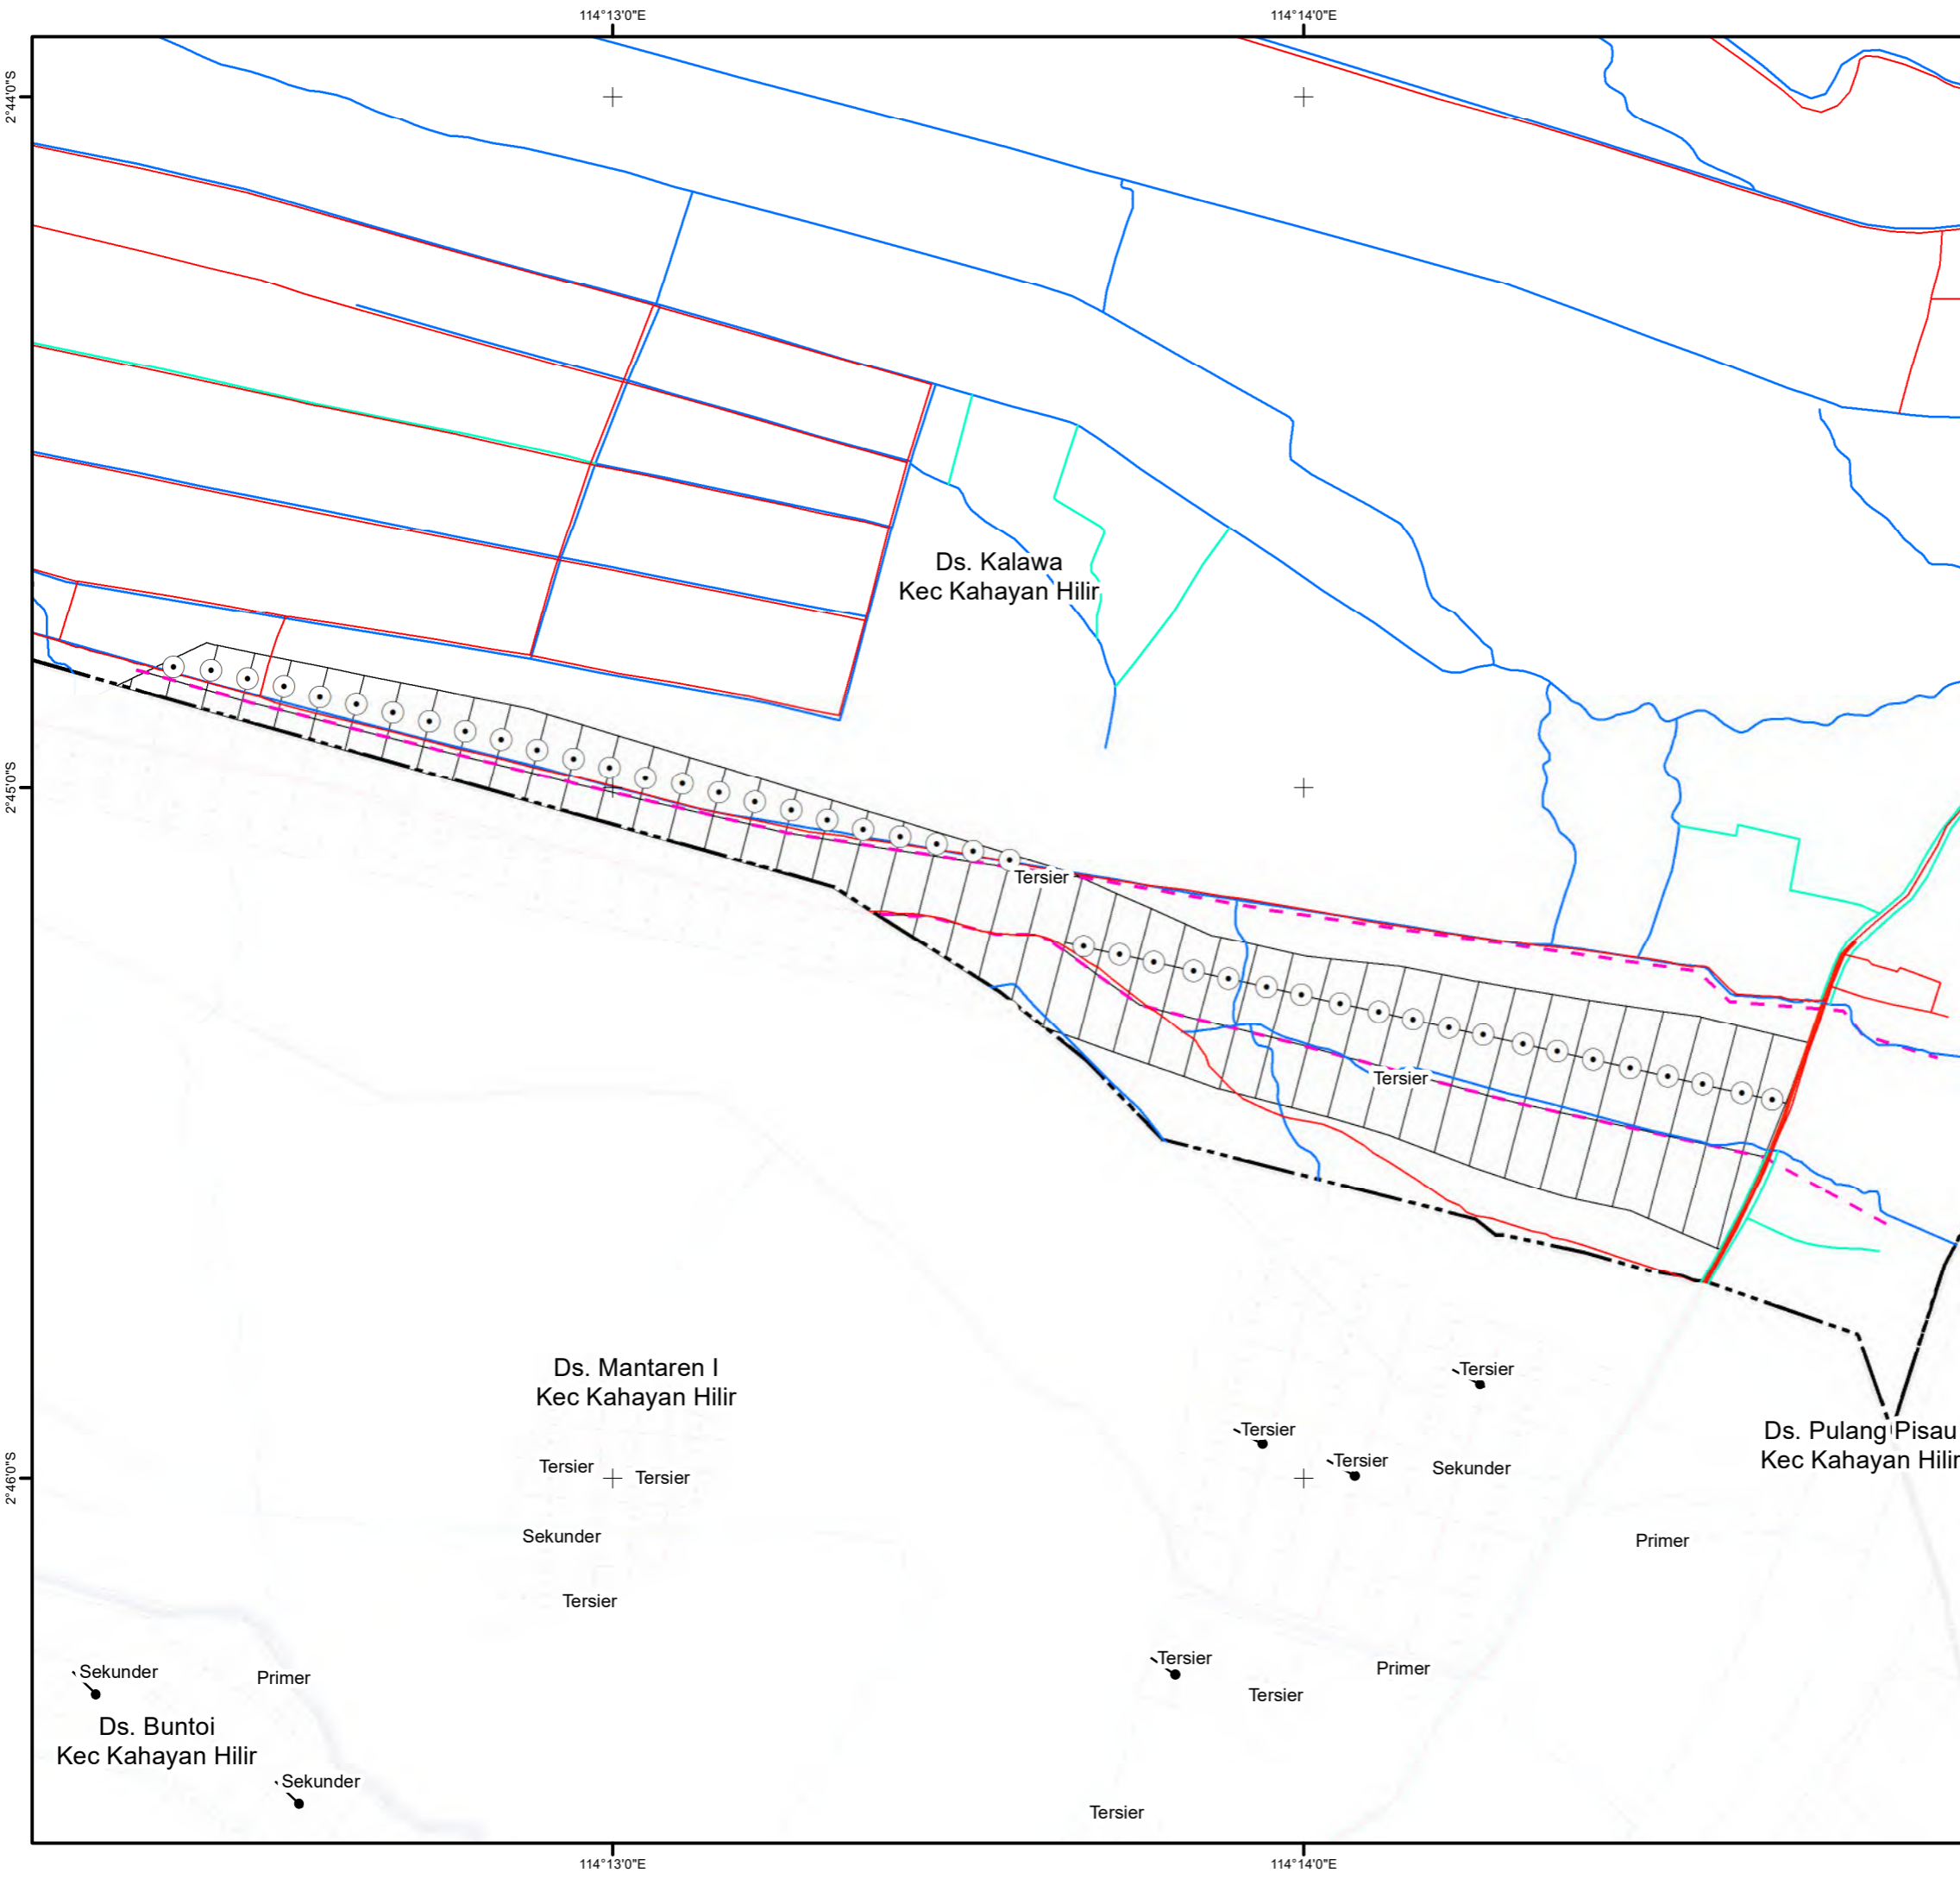 114°13'0"E
114°14'0"E
2°44'0"S
Ds. Kalawa
Kec Kahayan Hilir
2°45'0"S
Tersier
Tersier
Ds. Mantaren I
Kec Kahayan Hilir
Tersier
Tersier
Tersier
Ds. Pulang Pisau
Kec Kahayan Hilir
2°46'0"S
Tersier
Tersier
Sekunder
Sekunder
Primer
Tersier
Tersier
Sekunder
Primer
Primer
Tersier
Ds. Buntoi
Kec Kahayan Hilir
Sekunder
Tersier
114°13'0"E
114°14'0"E